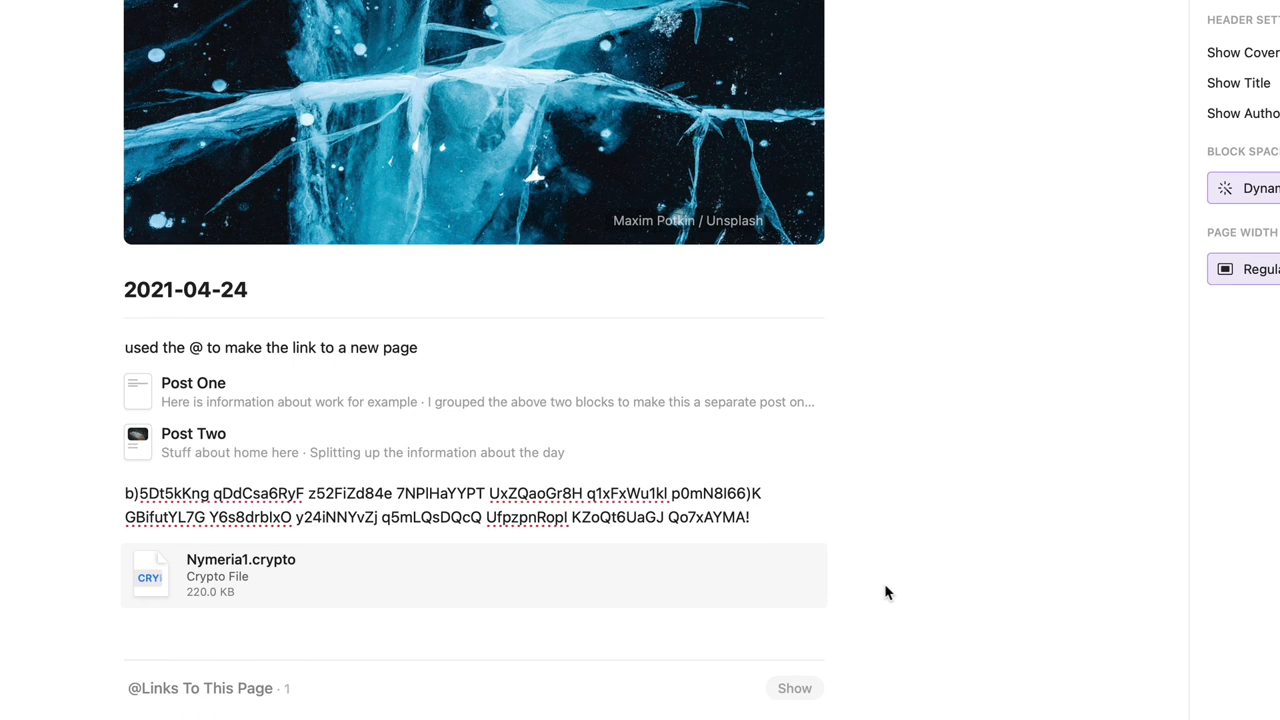 Maxim Potkin / Unsplash
2021-04-24
used the @ to make the link to a new page
Post One
Here is information about work for example · I grouped the above two blocks to make this a separate post on...
Post Two
Stuff about home here · Splitting up the information about the day
b)5Dt5kKng qDdCsa6RyF z52FiZd84e 7NPlHaYYPT UxZQaoGr8H q1xFxWu1kl p0mN8l66)K
GBifutYL7G Y6s8drbIxO y24iNNYvZj q5mLQsDQcQ UfpzpnRopI KZoQt6UaGJ Qo7xAYMA!
CRY
Nymeria1.crypto
Crypto File
220.0 KB
@Links To This Page · 1
Show
HEADER SET
Show Cover
Show Title
Show Autho
BLOCK SPAC
Dynam
PAGE WIDTH
Regula